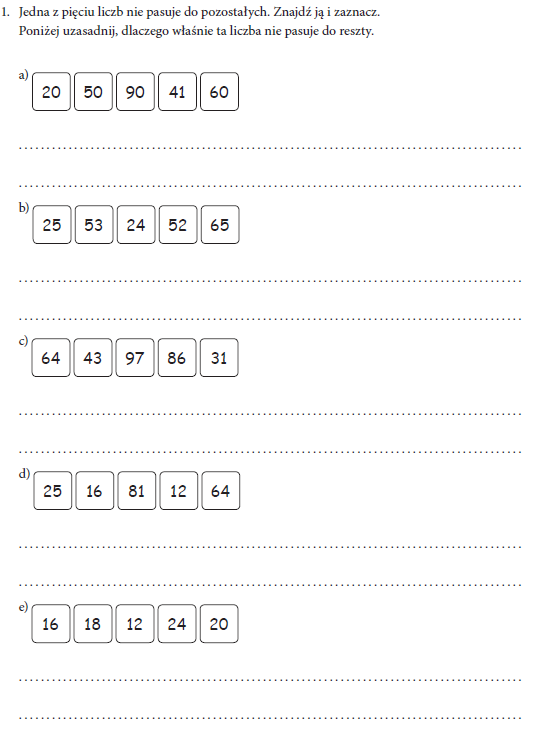 1. Jedna z pięciu liczb nie pasuje do pozostałych. Znajdź ją i zaznacz.
Poniżej uzasadnij, dlaczego właśnie ta liczba nie pasuje do reszty.
a) 20 50 90 41 60
b) 25 53 24 52 65
c) 64 43 97 86 31
d) 25 16 81 12 64
e) 16 18 12 24 20